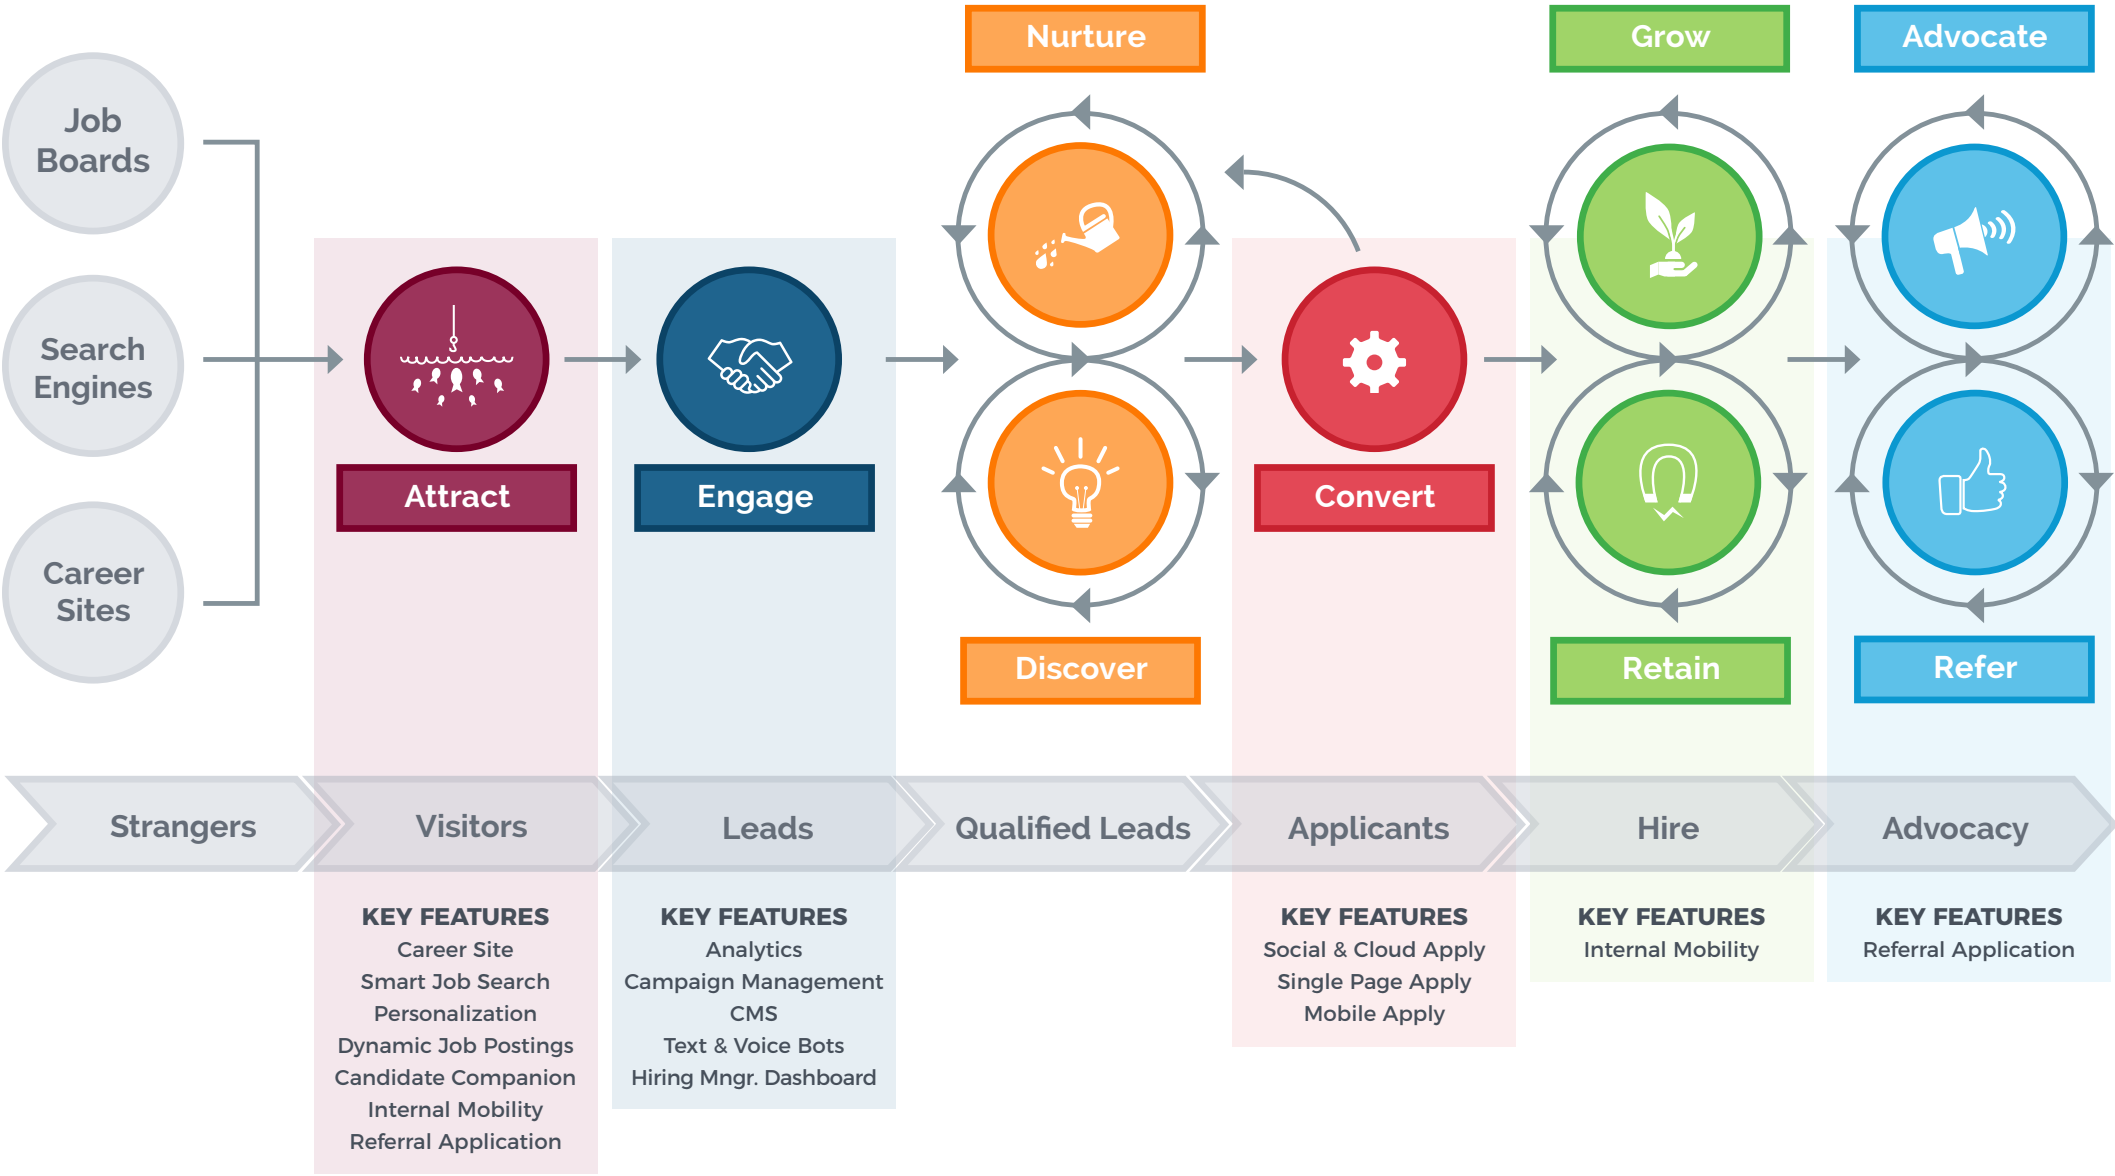 Nurture
Grow
Advocate
Job
Boards
Search
Engines
Career
Sites
Attract
Engage
Convert
Discover
Retain
Refer
Strangers
Visitors
Leads
Qualified Leads
Applicants
Hire
Advocacy
KEY FEATURES
Career Site
Smart Job Search
Personalization
Dynamic Job Postings
Candidate Companion
Internal Mobility
Referral Application
KEY FEATURES
Analytics
Campaign Management
CMS
Text & Voice Bots
Hiring Mngr. Dashboard
KEY FEATURES
Social & Cloud Apply
Single Page Apply
Mobile Apply
KEY FEATURES
Internal Mobility
KEY FEATURES
Referral Application